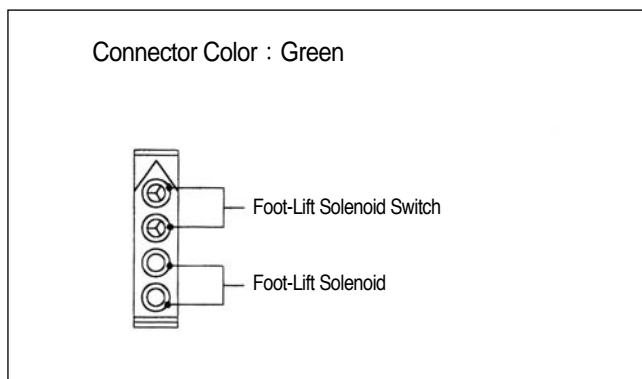 Connector Color : Green
Foot-Lift Solenoid Switch
Foot-Lift Solenoid